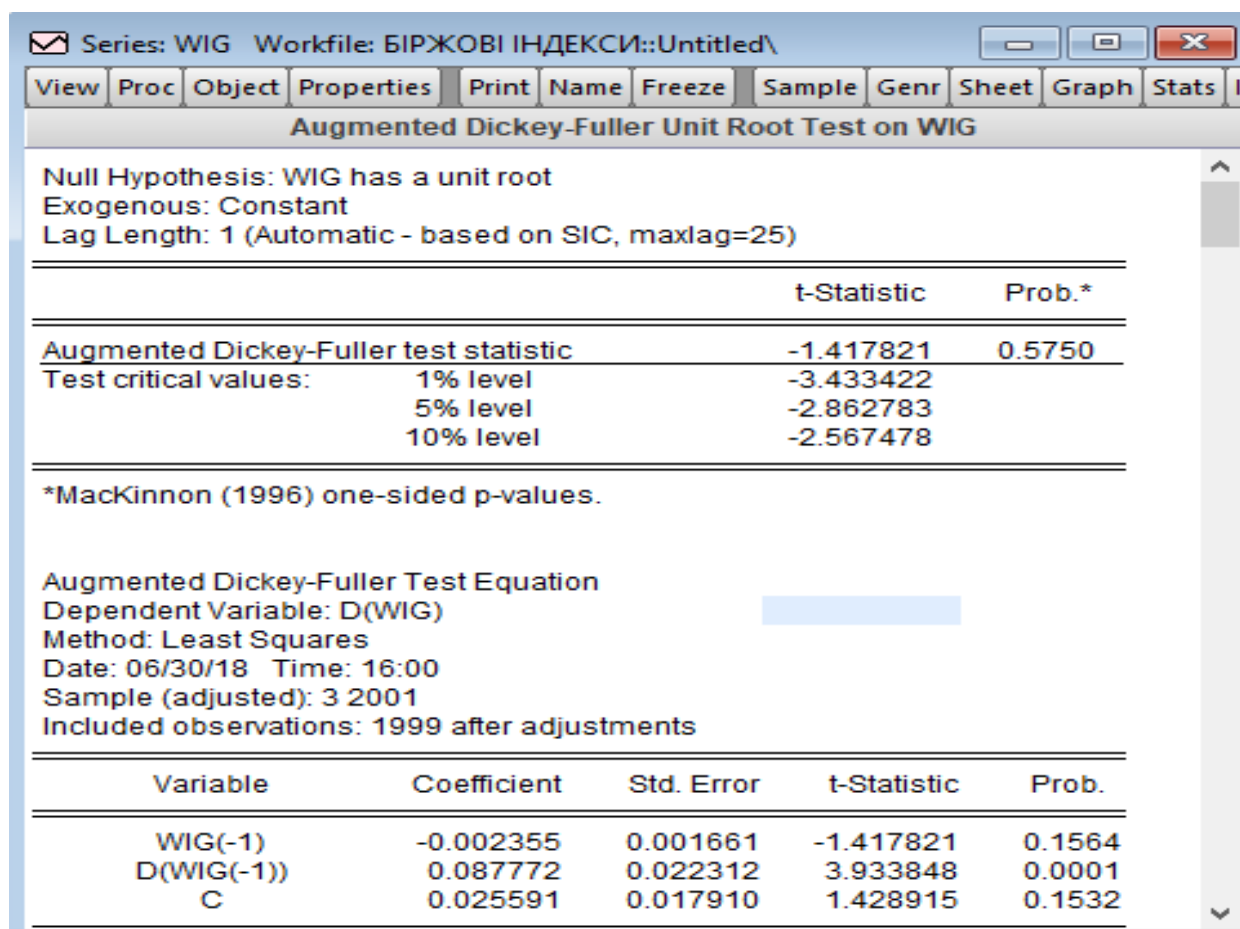 Series: WIG Workfile: БІРЖОВІ ІНДЕКСИ::Untitled\
View Proc Object Properties Print Name Freeze Sample Genr Sheet Graph Stats
Augmented Dickey-Fuller Unit Root Test on WIG
Null Hypothesis: WIG has a unit root
Exogenous: Constant
Lag Length: 1 (Automatic - based on SIC, maxlag=25)
t-Statistic Prob.*
Augmented Dickey-Fuller test statistic -1.417821 0.5750
Test critical values: 1% level -3.433422
5% level -2.862783
10% level -2.567478
*MacKinnon (1996) one-sided p-values.
Augmented Dickey-Fuller Test Equation
Dependent Variable: D(WIG)
Method: Least Squares
Date: 06/30/18 Time: 16:00
Sample (adjusted): 3 2001
Included observations: 1999 after adjustments
Variable Coefficient Std. Error t-Statistic Prob.
WIG(-1) -0.002355 0.001661 -1.417821 0.1564
D(WIG(-1)) 0.087772 0.022312 3.933848 0.0001
C 0.025591 0.017910 1.428915 0.1532